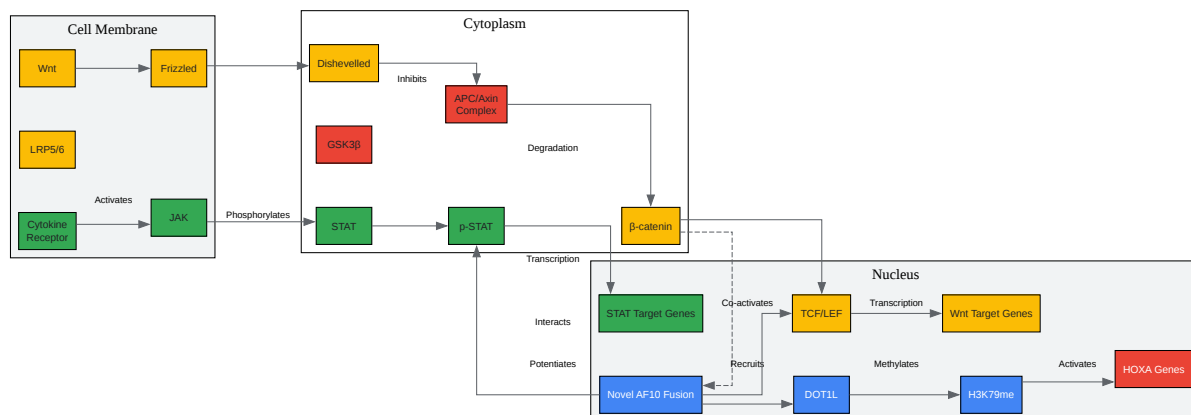 Cell Membrane
Cytoplasm
Wnt
Frizzled
Dishevelled
Inhibits
APC/Axin
Complex
LRP5/6
GSK3β
Degradation
Activates
Cytokine
Receptor
JAK
Phosphorylates
STAT
p-STAT
β-catenin
Transcription
Nucleus
STAT Target Genes
Co-activates
TCF/LEF
Transcription
Wnt Target Genes
Interacts
Potentiates
Recruits
Methylates
Activates
HOXA Genes
Novel AF10 Fusion
DOT1L
H3K79me